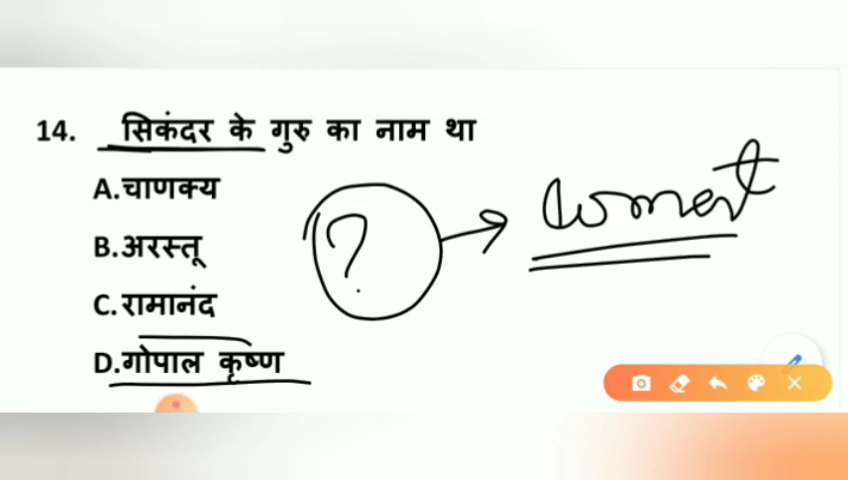 14. सिकंदर के गुरु का नाम था
A.चाणक्य
B.अरस्तू
C.रामानंद
D.गोपाल कृष्ण
?
Comment